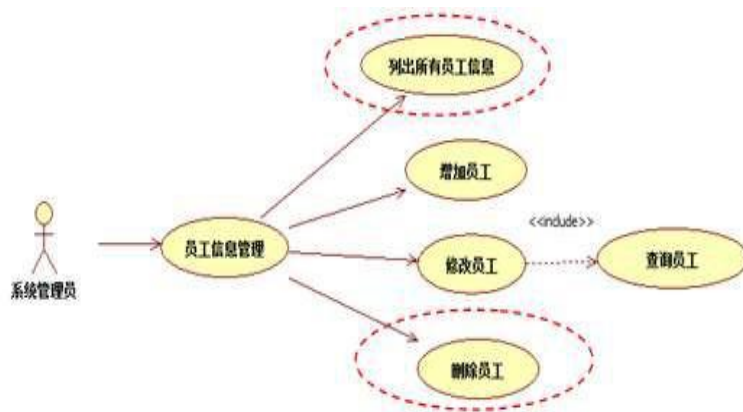 列出所有员工信息
增加员工
<<include>>
员工信息管理
修改员工
查询员工
系统管理员
删除员工